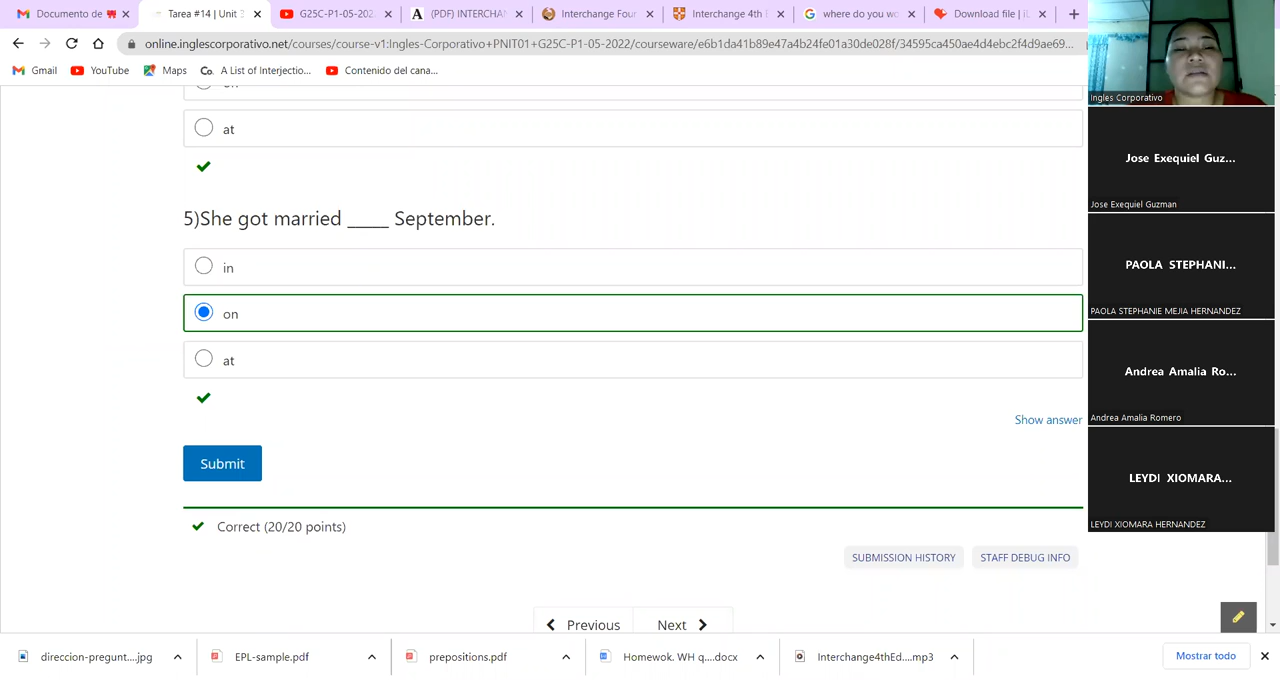 Documento de
Tarea #14 | Unit 3
G25C-P1-05-202
(PDF) INTERCHAN
Interchange Four
Interchange 4th
where do you wo
Download file | iL
online.inglescorporativo.net/courses/course-v1:Ingles-Corporativo+PNIT01+G25C-P1-05-2022/courseware/e6b1da41b89e47a4b24fe01a30de028f/34595ca450ae4d4ebc2f4d9ae69...
Gmail
YouTube
Maps
Co. A List of Interjectio...
Contenido del cana...
on
at
5)She got married _____ September.
in
on
at
Show answer
Submit
Correct (20/20 points)
SUBMISSION HISTORY
STAFF DEBUG INFO
Previous
Next
Ingles Corporativo
Jose Exequiel Guz...
Jose Exequiel Guzman
PAOLA STEPHANI...
PAOLA STEPHANIE MEJIA HERNANDEZ
Andrea Amalia Ro...
Andrea Amalia Romero
LEYDI XIOMARA...
LEYDI XIOMARA HERNANDEZ
direccion-pregunt....jpg
EPL-sample.pdf
prepositions.pdf
Homewok. WH q....docx
Interchange4thEd....mp3
Mostrar todo